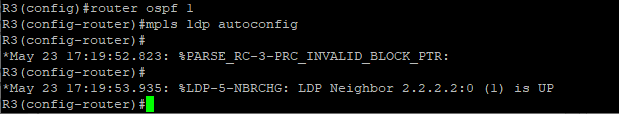 R3(config)#router ospf 1
R3(config-router)#mpls ldp autoconfig
R3(config-router)#
*May 23 17:19:52.823: %PARSE_RC-3-PRC_INVALID_BLOCK_PTR:
R3(config-router)#
*May 23 17:19:53.935: %LDP-5-NBRCHG: LDP Neighbor 2.2.2.2:0 (1) is UP
R3(config-router)#